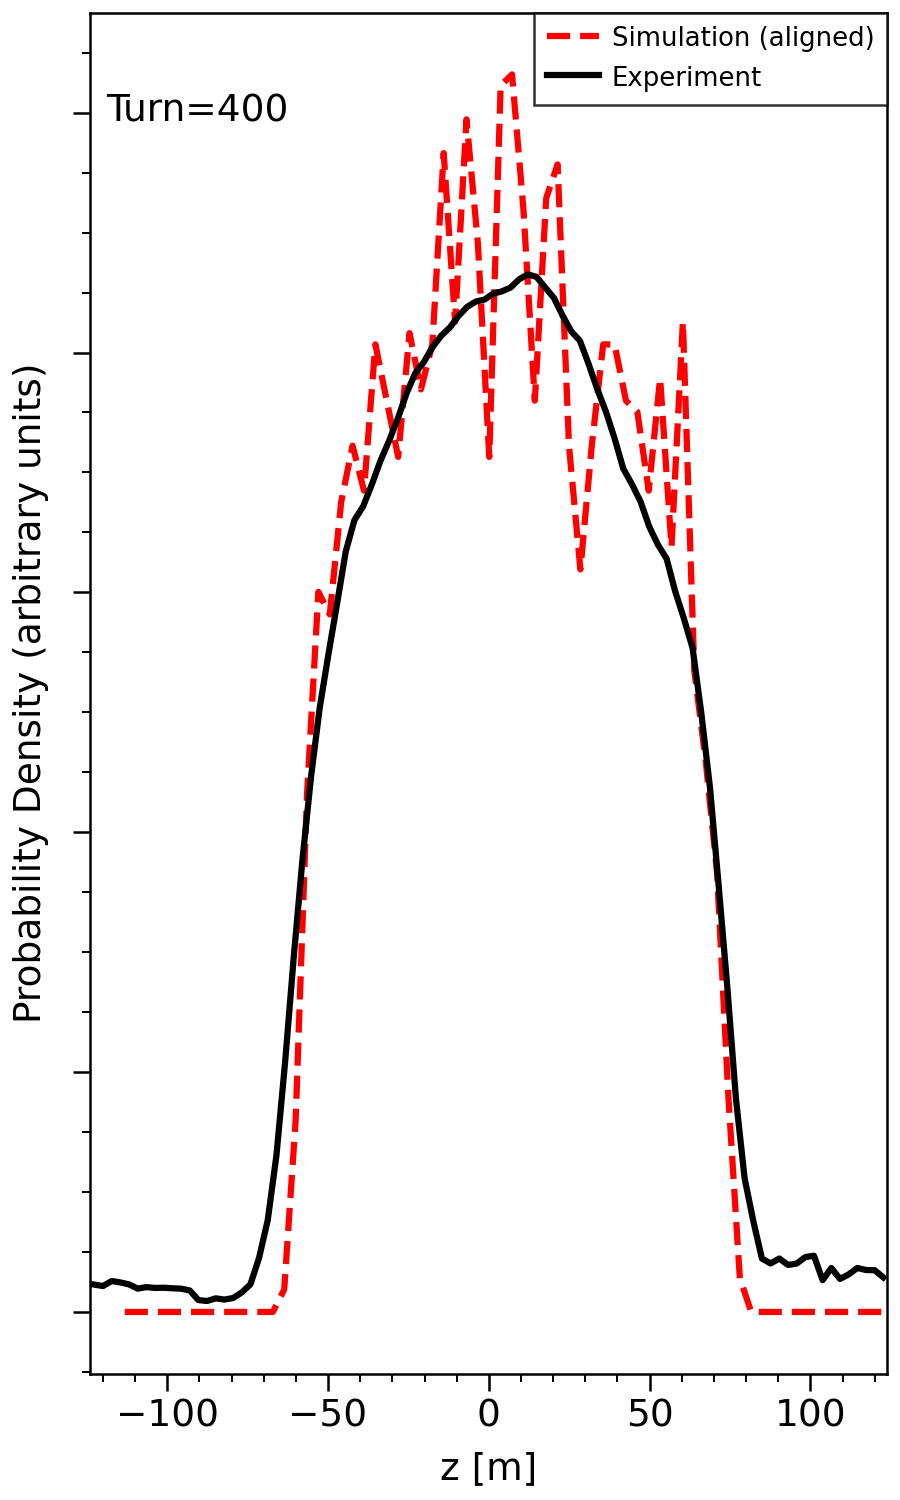 Simulation (aligned)
Experiment
Turn=400
Probability Density (arbitrary units)
−100
−50
0
50
100
z [m]